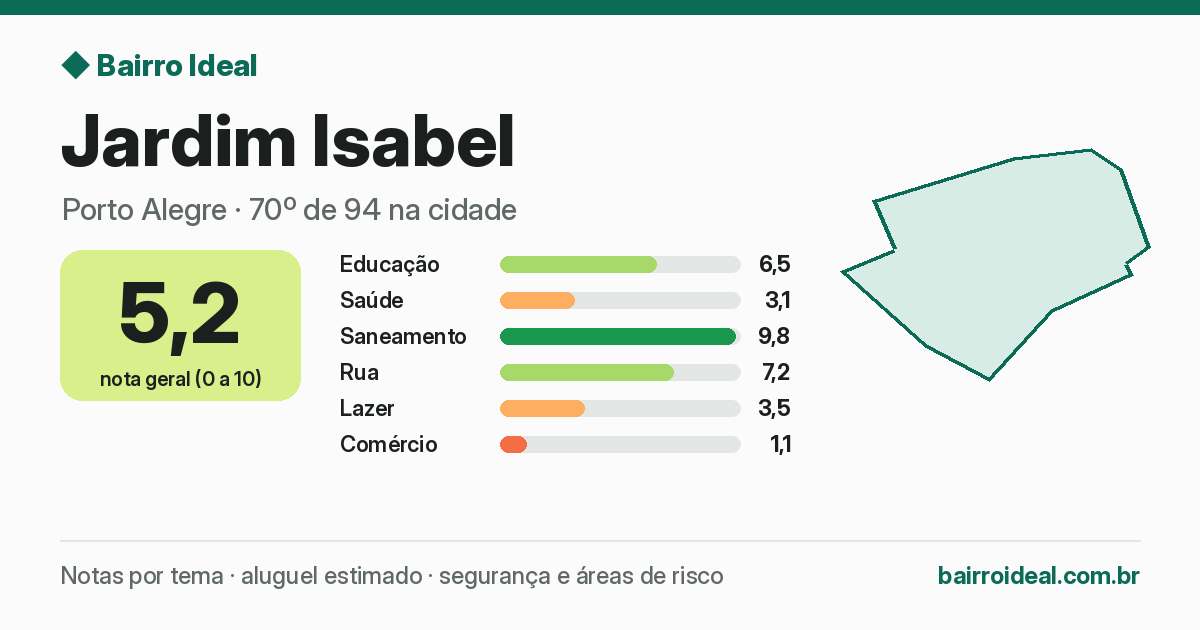 Bairro Ideal
Jardim Isabel
Porto Alegre · 70º de 94 na cidade
5,2
nota geral (0 a 10)
Educação 6,5
Saúde 3,1
Saneamento 9,8
Rua 7,2
Lazer 3,5
Comércio 1,1
Notas por tema · aluguel estimado · segurança e áreas de risco
bairroideal.com.br